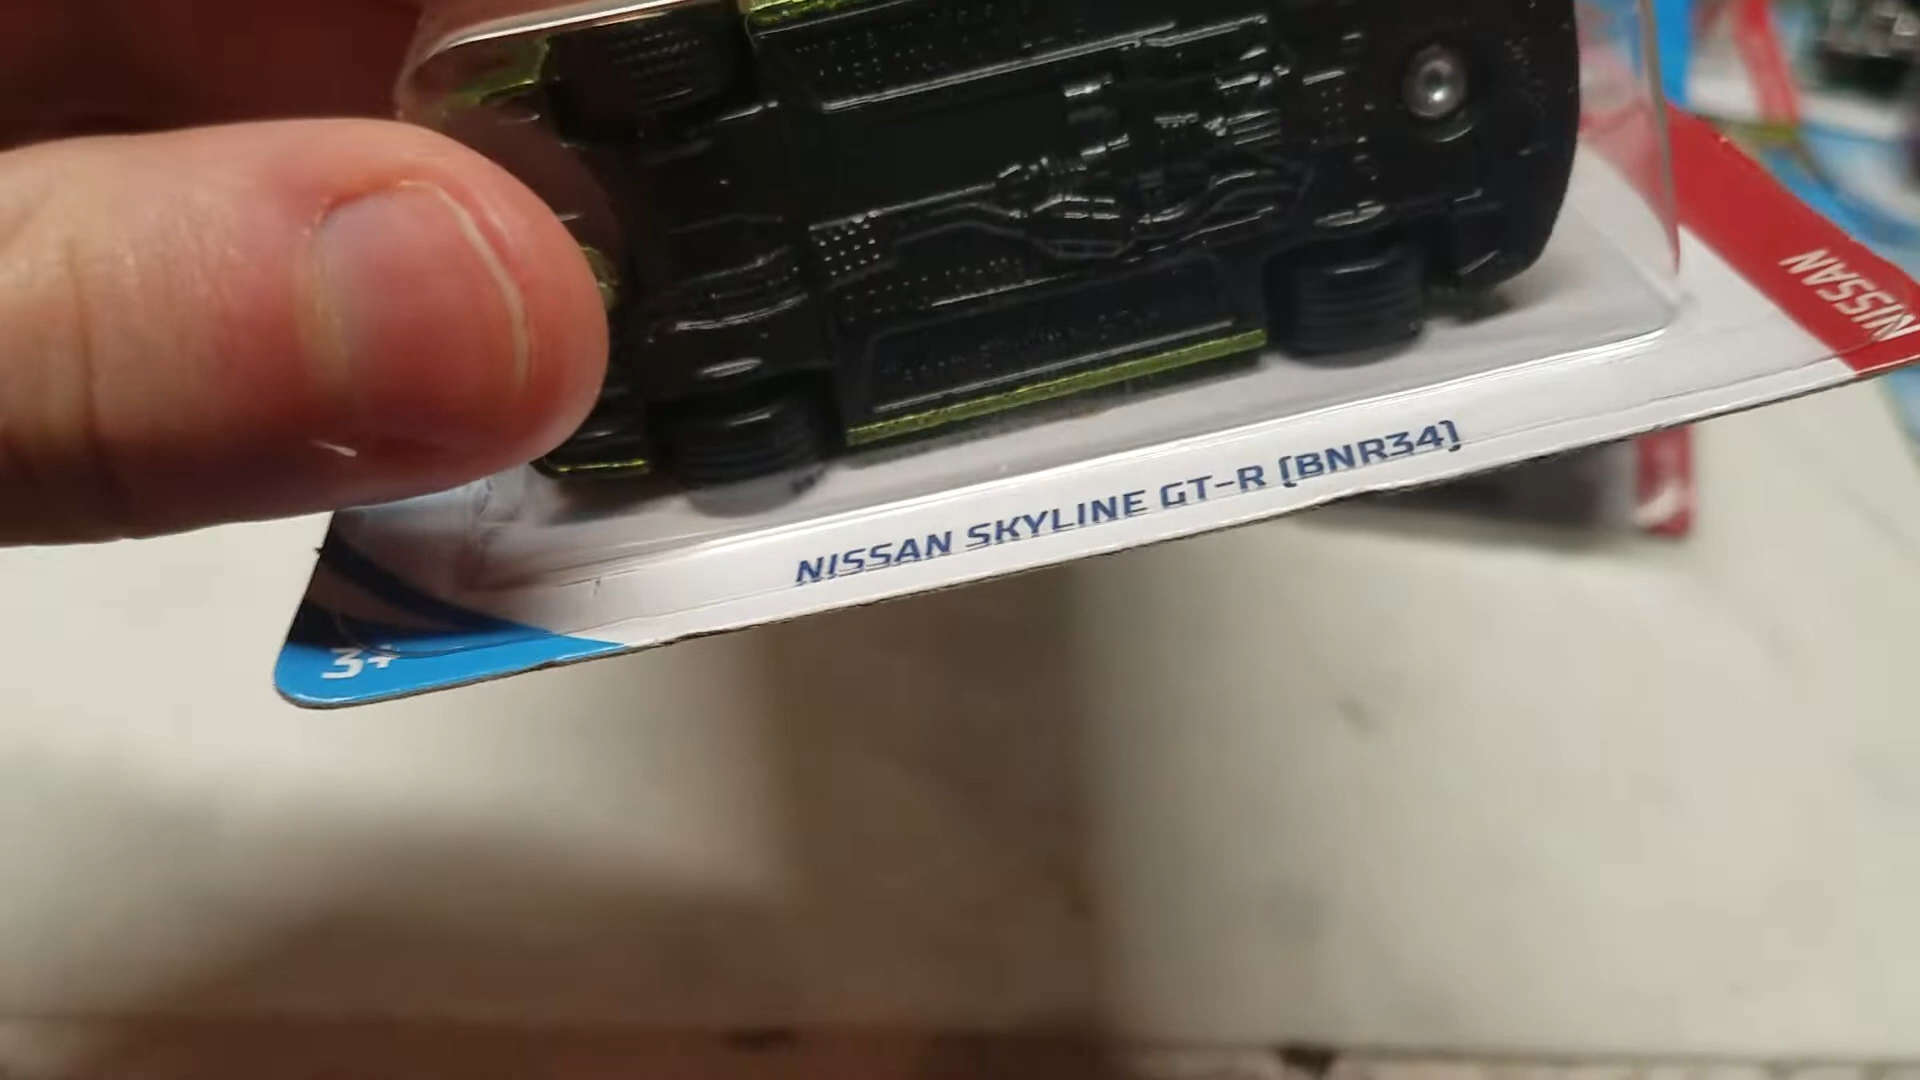 NISSAN
NISSAN SKYLINE GT-R (BNR34)
3+